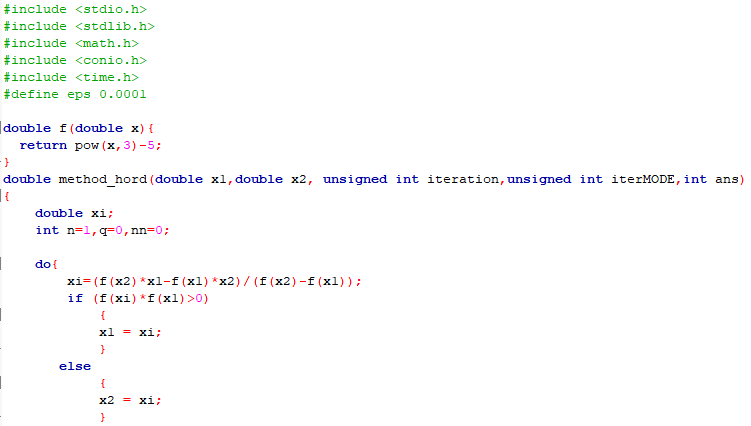 #include <stdio.h>
#include <stdlib.h>
#include <math.h>
#include <conio.h>
#include <time.h>
#define eps 0.0001
double f(double x){
return pow(x,3)-5;
}
double method_hord(double x1,double x2, unsigned int iteration,unsigned int iterMODE,int ans)
{
double xi;
int n=1,q=0,nn=0;
do{
xi=(f(x2)*x1-f(x1)*x2)/(f(x2)-f(x1));
if (f(xi)*f(x1)>0)
{
x1 = xi;
}
else
{
x2 = xi;
}